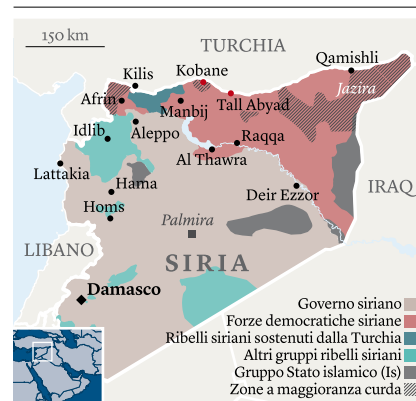 150 km
TURCHIA
Kilis
Kobane
Qamishli
Jazira
Afrin
Manbij
Tall Abyad
Idlib
Aleppo
Raqqa
Al Thawra
Lattakia
Hama
Deir Ezzor
IRAQ
Homs
Palmira
LIBANO
SIRIA
Damasco
Governo siriano
Forze democratiche siriane
Ribelli siriani sostenuti dalla Turchia
Altri gruppi ribelli siriani
Gruppo Stato islamico (Is)
Zone a maggioranza curda